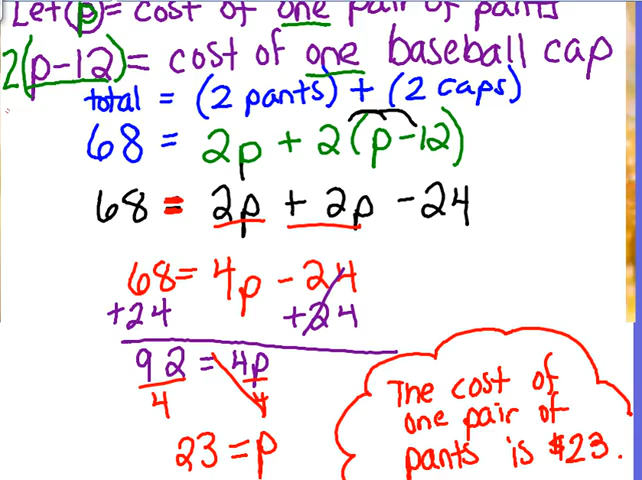 Let (p) = cost of one pair of pants
2(p-12) = cost of one baseball cap
total = (2 pants) + (2 caps)
68 = 2p + 2(p-12)
68 = 2p + 2p - 24
68 = 4p - 24
+24 +24
92 = 4p
4 4
23 = p
The cost of
one pair of
pants is $23.